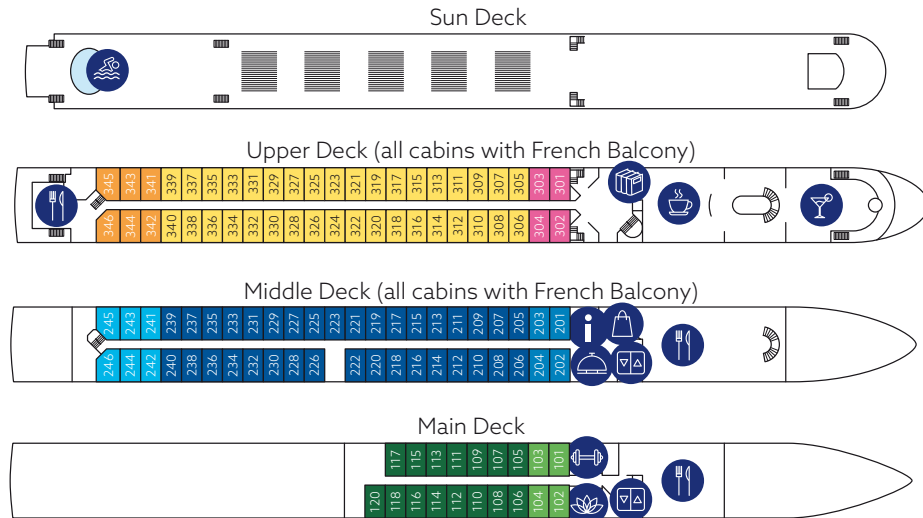 Sun Deck
Upper Deck (all cabins with French Balcony)
345 343 341 339 337 335 333 331 329 327 325 323 321 319 317 315 313 311 309 307 305 303 301
346 344 342 340 338 336 334 332 330 328 326 324 322 320 318 316 314 312 310 308 306 304 302
Middle Deck (all cabins with French Balcony)
245 243 241 239 237 235 233 231 229 227 225 223 221 219 217 215 213 211 209 207 205 203 201
246 244 242 240 238 236 234 232 230 228 226 222 220 218 216 214 212 210 208 206 204 202
Main Deck
117 115 113 111 109 107 105 103 101
120 118 116 114 112 110 108 106 104 102